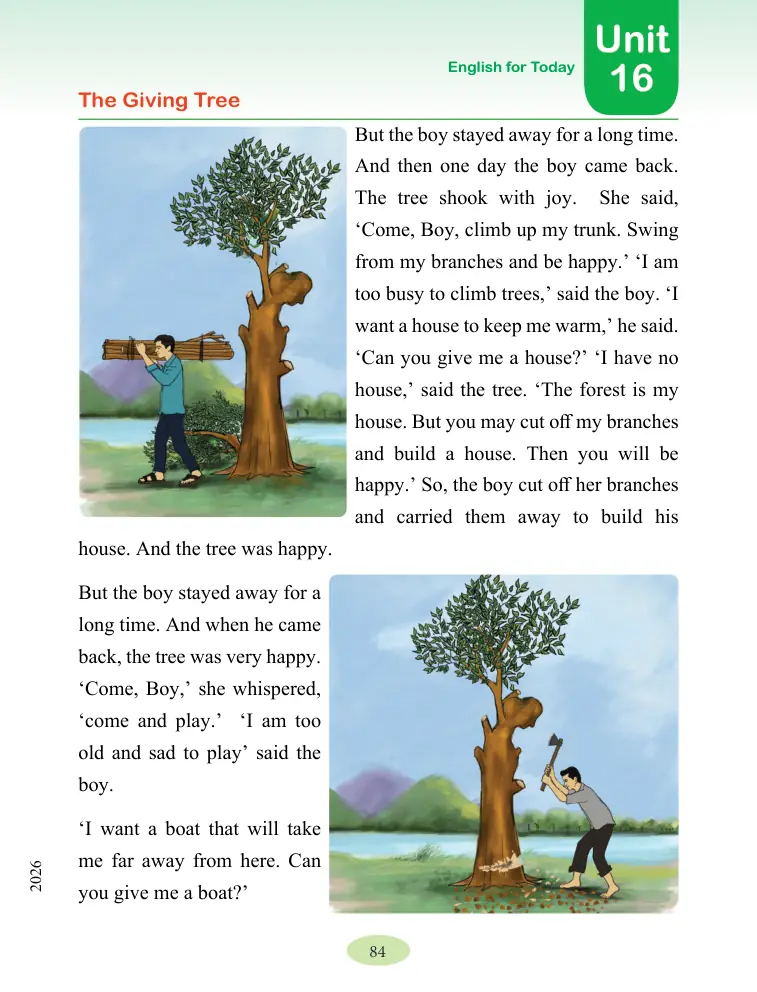 Unit
16
English for Today
The Giving Tree
But the boy stayed away for a long time.
And then one day the boy came back.
The tree shook with joy. She said,
‘Come, Boy, climb up my trunk. Swing
from my branches and be happy.’ ‘I am
too busy to climb trees,’ said the boy. ‘I
want a house to keep me warm,’ he said.
‘Can you give me a house?’ ‘I have no
house,’ said the tree. ‘The forest is my
house. But you may cut off my branches
and build a house. Then you will be
happy.’ So, the boy cut off her branches
and carried them away to build his
house. And the tree was happy.
But the boy stayed away for a
long time. And when he came
back, the tree was very happy.
‘Come, Boy,’ she whispered,
‘come and play.’ ‘I am too
old and sad to play’ said the
boy.
‘I want a boat that will take
me far away from here. Can
you give me a boat?’
2026
84